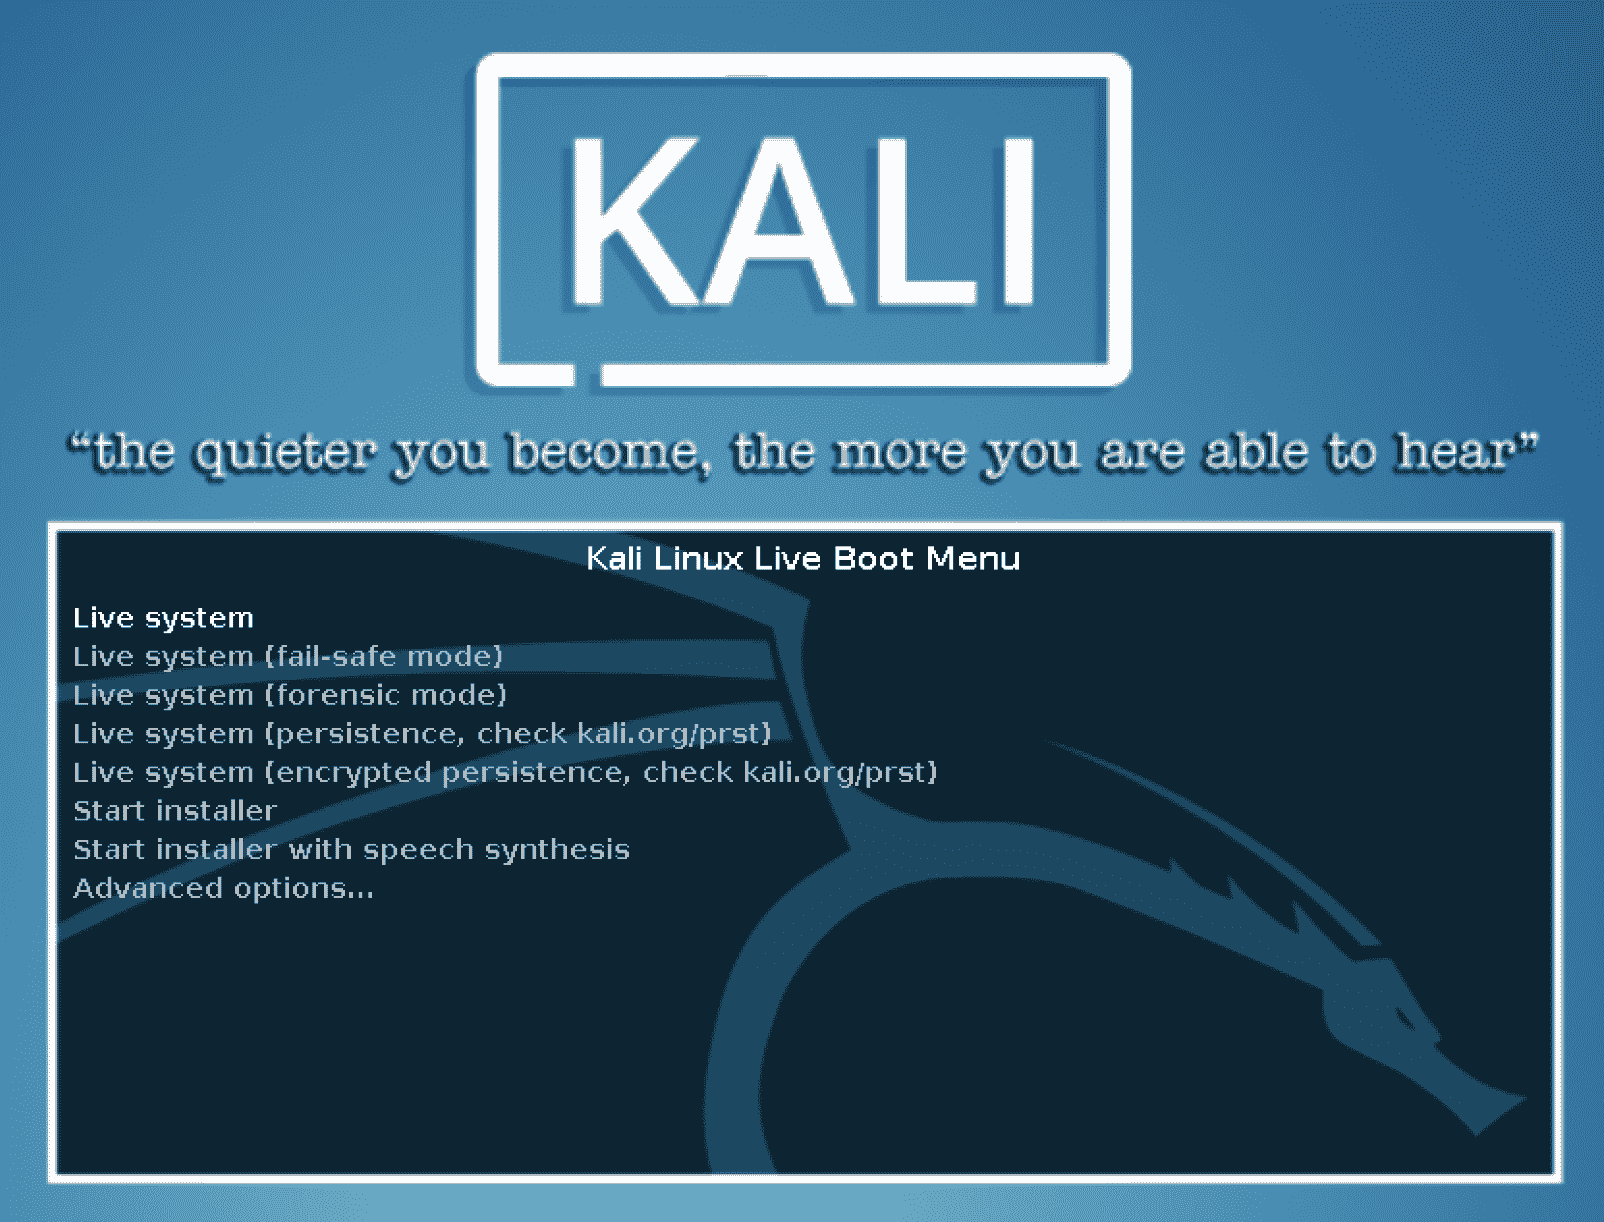 KALI
“the quieter you become, the more you are able to hear”
Kali Linux Live Boot Menu
Live system
Live system (fail-safe mode)
Live system (forensic mode)
Live system (persistence, check kali.org/prst)
Live system (encrypted persistence, check kali.org/prst)
Start installer
Start installer with speech synthesis
Advanced options...